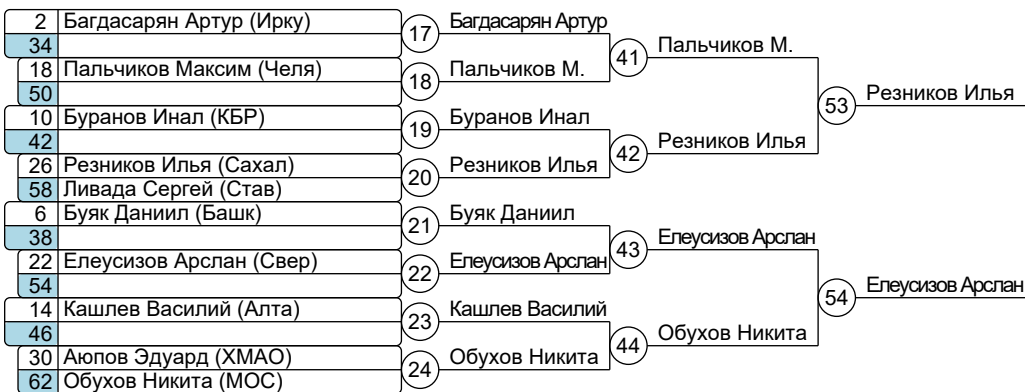 2 Багдасарян Артур (Ирку)
34
18 Пальчиков Максим (Челя)
50
10 Буранов Инал (КБР)
42
26 Резников Илья (Сахал)
58 Ливада Сергей (Став)
6 Буяк Даниил (Башк)
38
22 Елеусизов Арслан (Свер)
54
14 Кашлев Василий (Алта)
46
30 Аюпов Эдуард (ХМАО)
62 Обухов Никита (МОС)
17 Багдасарян Артур
18 Пальчиков М.
19 Буранов Инал
20 Резников Илья
21 Буяк Даниил
22 Елеусизов Арслан
23 Кашлев Василий
24 Обухов Никита
41 Пальчиков М.
42 Резников Илья
43 Елеусизов Арслан
44 Обухов Никита
53 Резников Илья
54 Елеусизов Арслан